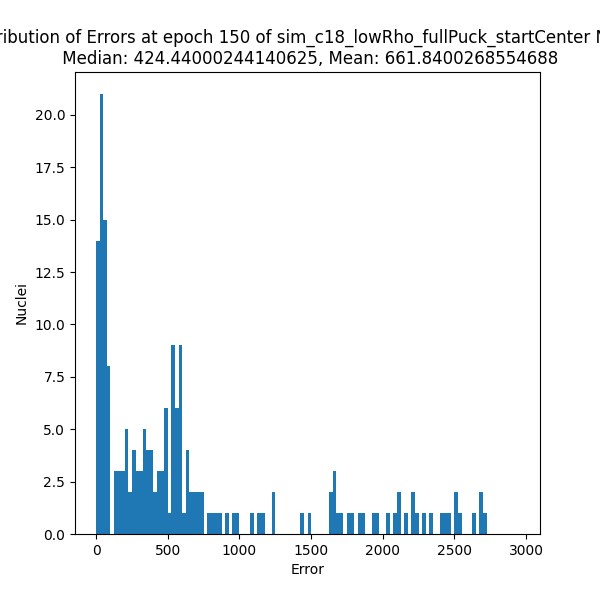 ribution of Errors at epoch 150 of sim_c18_lowRho_fullPuck_startCenter N
Median: 424.44000244140625, Mean: 661.8400268554688
20.0
17.5
15.0
12.5
10.0
7.5
5.0
2.5
0.0
Nuclei
0 500 1000 1500 2000 2500 3000
Error